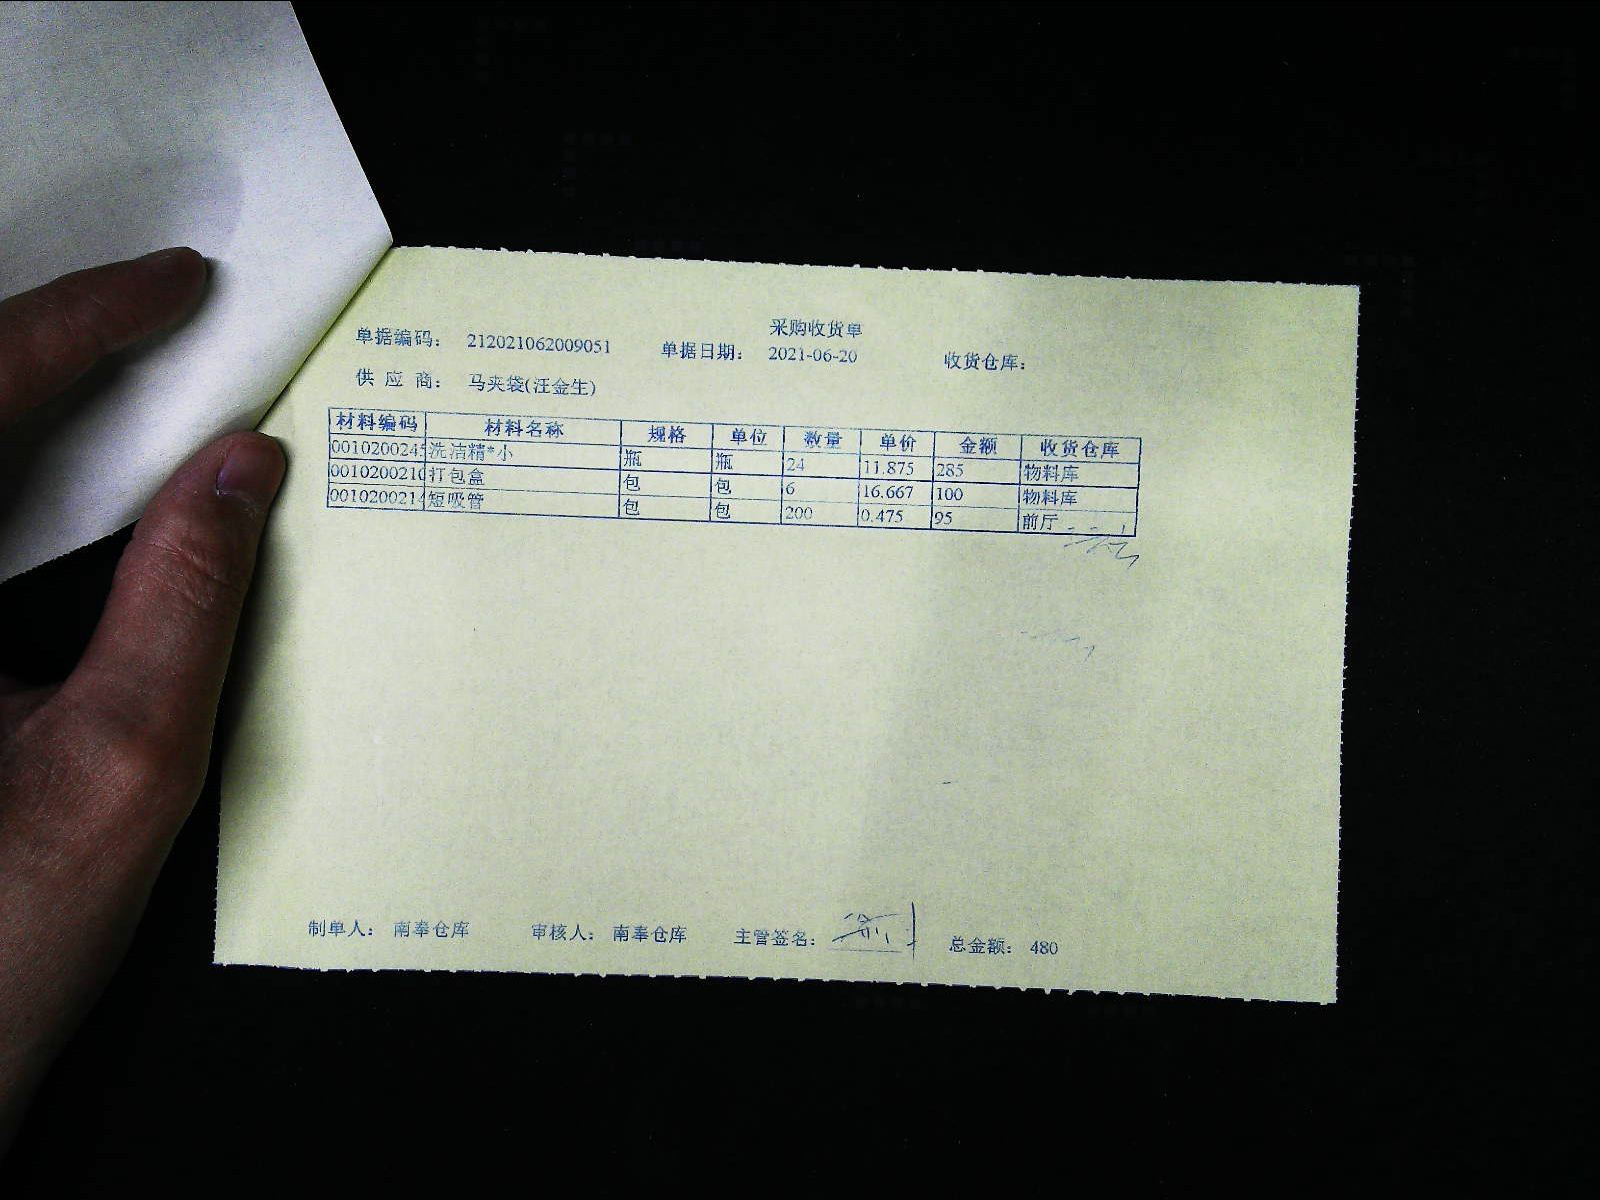 采购收货单
单据编码： 212021062009051 单据日期： 2021-06-20 收货仓库：
供 应 商： 马夹袋(汪金生)
材料编码 材料名称 规格 单位 数量 单价 金额 收货仓库
0010200245 洗洁精*小 瓶 瓶 24 11.875 285 物料库
0010200210 打包盒 包 包 6 16.667 100 物料库
0010200214 短吸管 包 包 200 0.475 95 前厅
制单人： 南奉仓库 审核人： 南奉仓库 主管签名： 总金额： 480